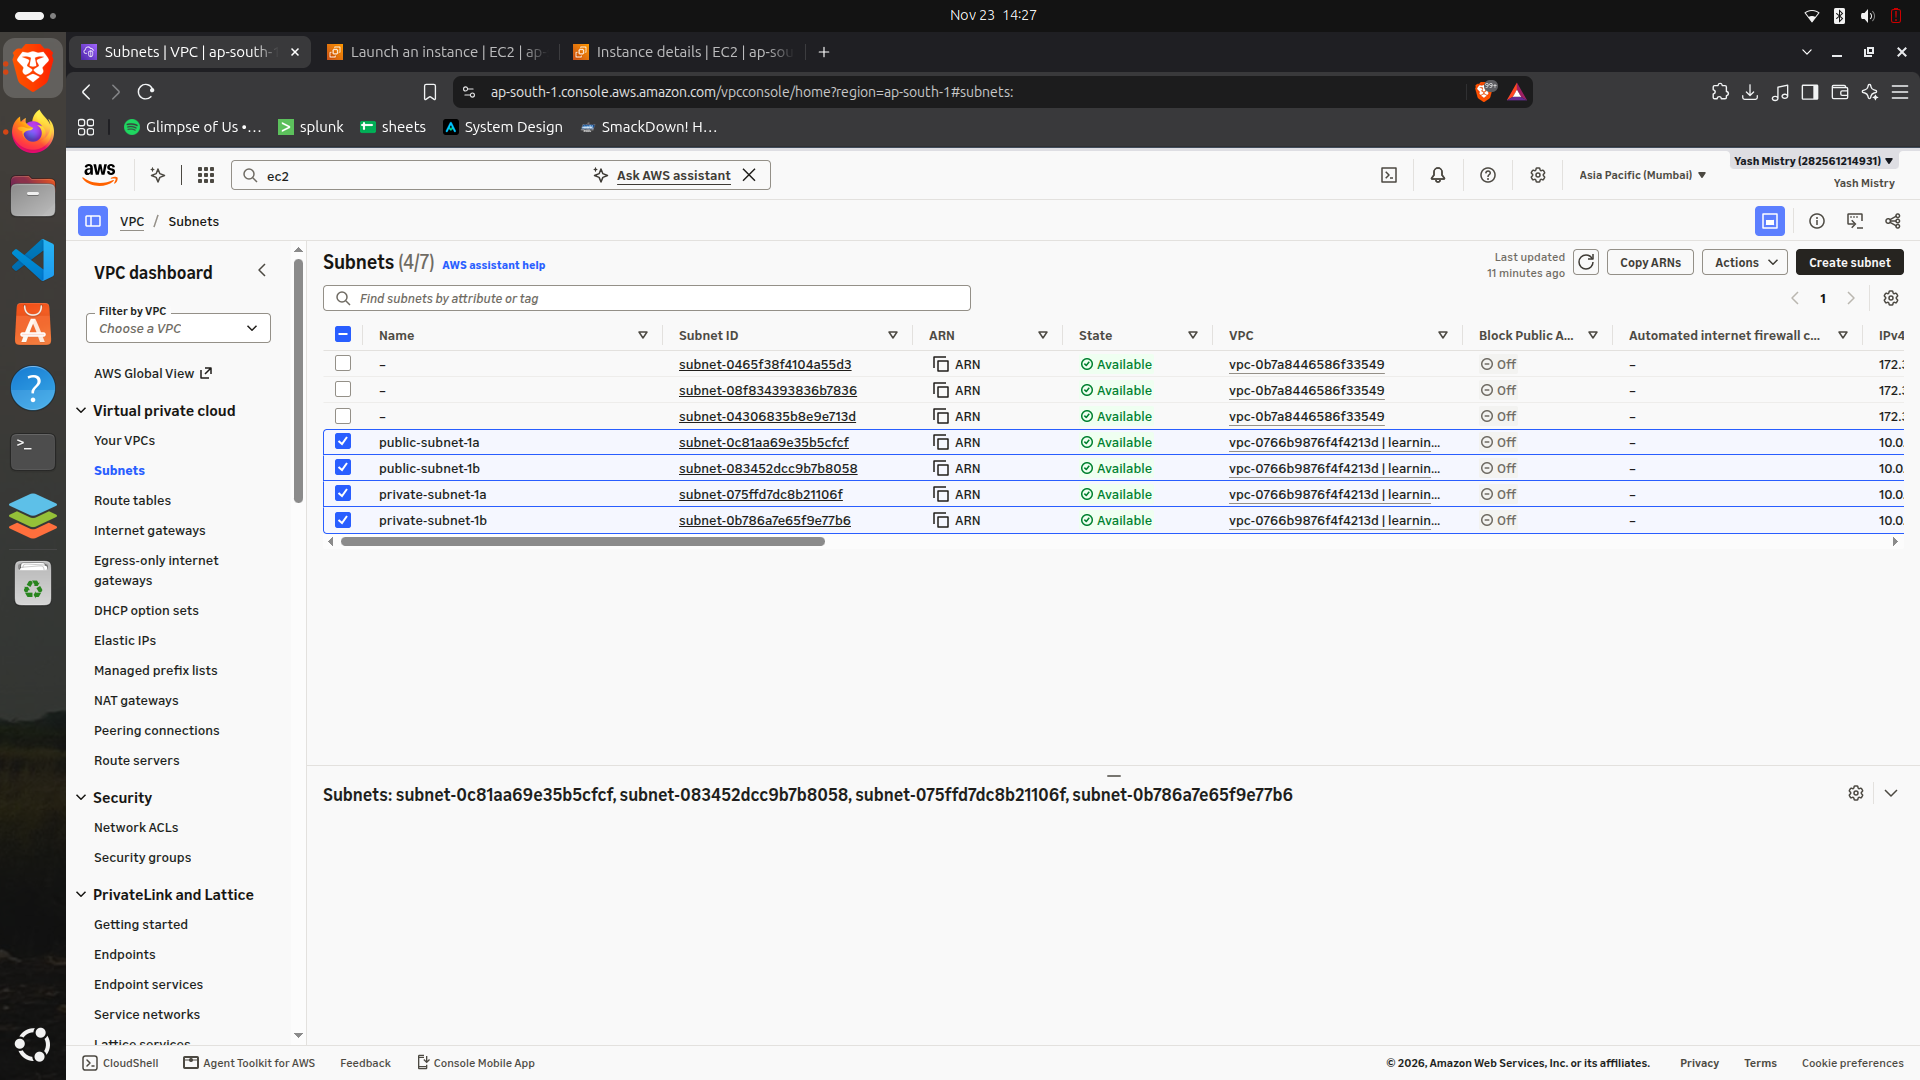 Nov 23 14:27
Subnets | VPC | ap-south-
Launch an instance | EC2 | ap-
Instance details | EC2 | ap-sou
ap-south-1.console.aws.amazon.com/vpcconsole/home?region=ap-south-1#subnets:
99+
Glimpse of Us •…
splunk
sheets
System Design
SmackDown! H…
aws
ec2
Ask AWS assistant
Asia Pacific (Mumbai)
Yash Mistry (282561214931)
Yash Mistry
VPC / Subnets
VPC dashboard
Filter by VPC
Choose a VPC
AWS Global View
Virtual private cloud
Your VPCs
Subnets
Route tables
Internet gateways
Egress-only internet
gateways
DHCP option sets
Elastic IPs
Managed prefix lists
NAT gateways
Peering connections
Route servers
Security
Network ACLs
Security groups
PrivateLink and Lattice
Getting started
Endpoints
Endpoint services
Service networks
Lattice services
Subnets (4/7) AWS assistant help
Last updated
11 minutes ago
Copy ARNs
Actions
Create subnet
Find subnets by attribute or tag
1
Name Subnet ID ARN State VPC Block Public A... Automated internet firewall c... IPv4
– subnet-0465f38f4104a55d3 ARN Available vpc-0b7a8446586f33549 Off – 172.3
– subnet-08f834393836b7836 ARN Available vpc-0b7a8446586f33549 Off – 172.3
– subnet-04306835b8e9e713d ARN Available vpc-0b7a8446586f33549 Off – 172.3
public-subnet-1a subnet-0c81aa69e35b5cfcf ARN Available vpc-0766b9876f4f4213d | learnin... Off – 10.0.
public-subnet-1b subnet-083452dcc9b7b8058 ARN Available vpc-0766b9876f4f4213d | learnin... Off – 10.0.
private-subnet-1a subnet-075ffd7dc8b21106f ARN Available vpc-0766b9876f4f4213d | learnin... Off – 10.0.
private-subnet-1b subnet-0b786a7e65f9e77b6 ARN Available vpc-0766b9876f4f4213d | learnin... Off – 10.0.
Subnets: subnet-0c81aa69e35b5cfcf, subnet-083452dcc9b7b8058, subnet-075ffd7dc8b21106f, subnet-0b786a7e65f9e77b6
CloudShell
Agent Toolkit for AWS
Feedback
Console Mobile App
© 2026, Amazon Web Services, Inc. or its affiliates.
Privacy
Terms
Cookie preferences